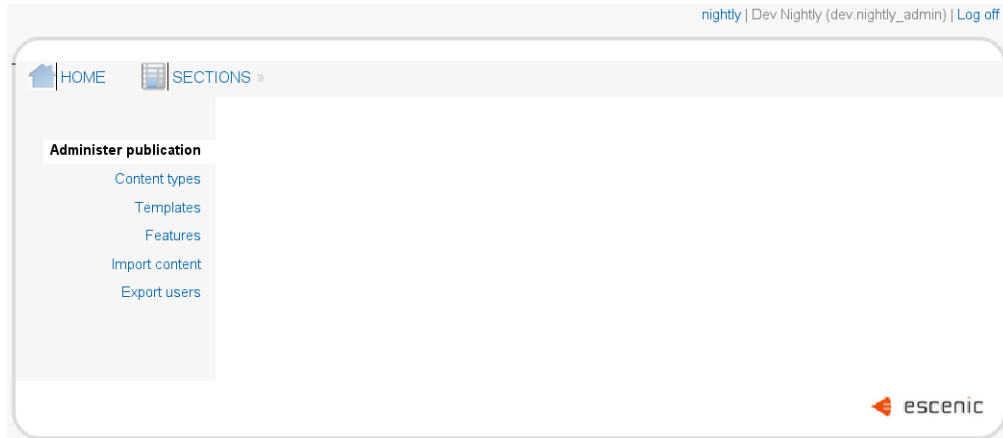 nightly | Dev Nightly (dev.nightly_admin) | Log off
HOME SECTIONS »
Administer publication
Content types
Templates
Features
Import content
Export users
escenic